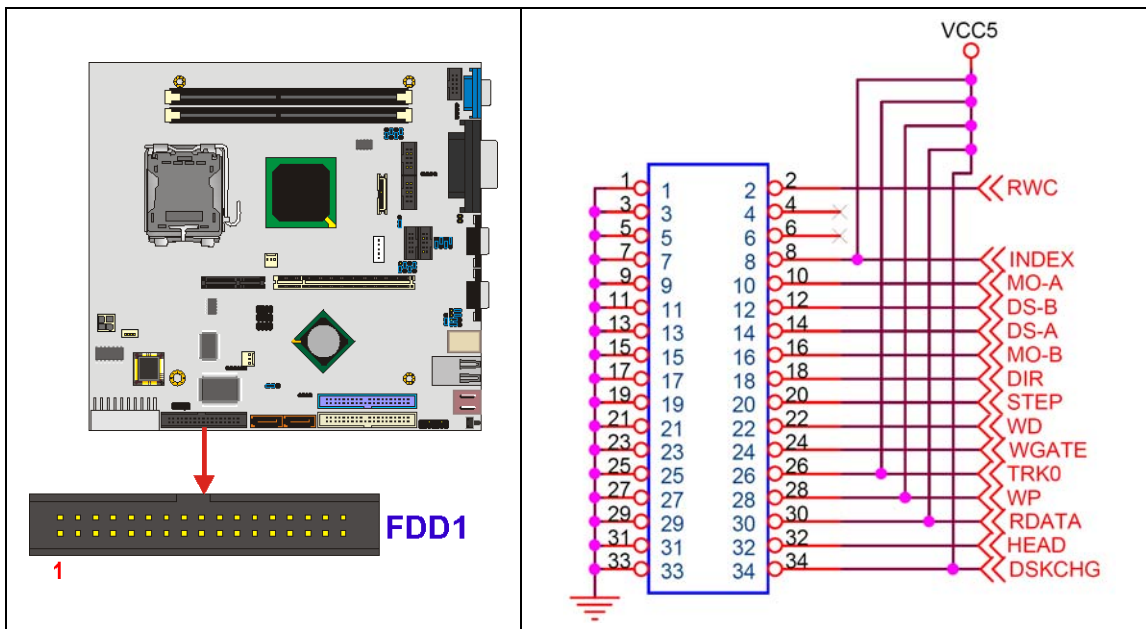 FDD1
1
VCC5
1 1 2 2 RWC
3 3 4 4
5 5 6 6
7 7 8 8 INDEX
9 9 10 10 MO-A
11 11 12 12 DS-B
13 13 14 14 DS-A
15 15 16 16 MO-B
17 17 18 18 DIR
19 19 20 20 STEP
21 21 22 22 WD
23 23 24 24 WGATE
25 25 26 26 TRK0
27 27 28 28 WP
29 29 30 30 RDATA
31 31 32 32 HEAD
33 33 34 34 DSKCHG